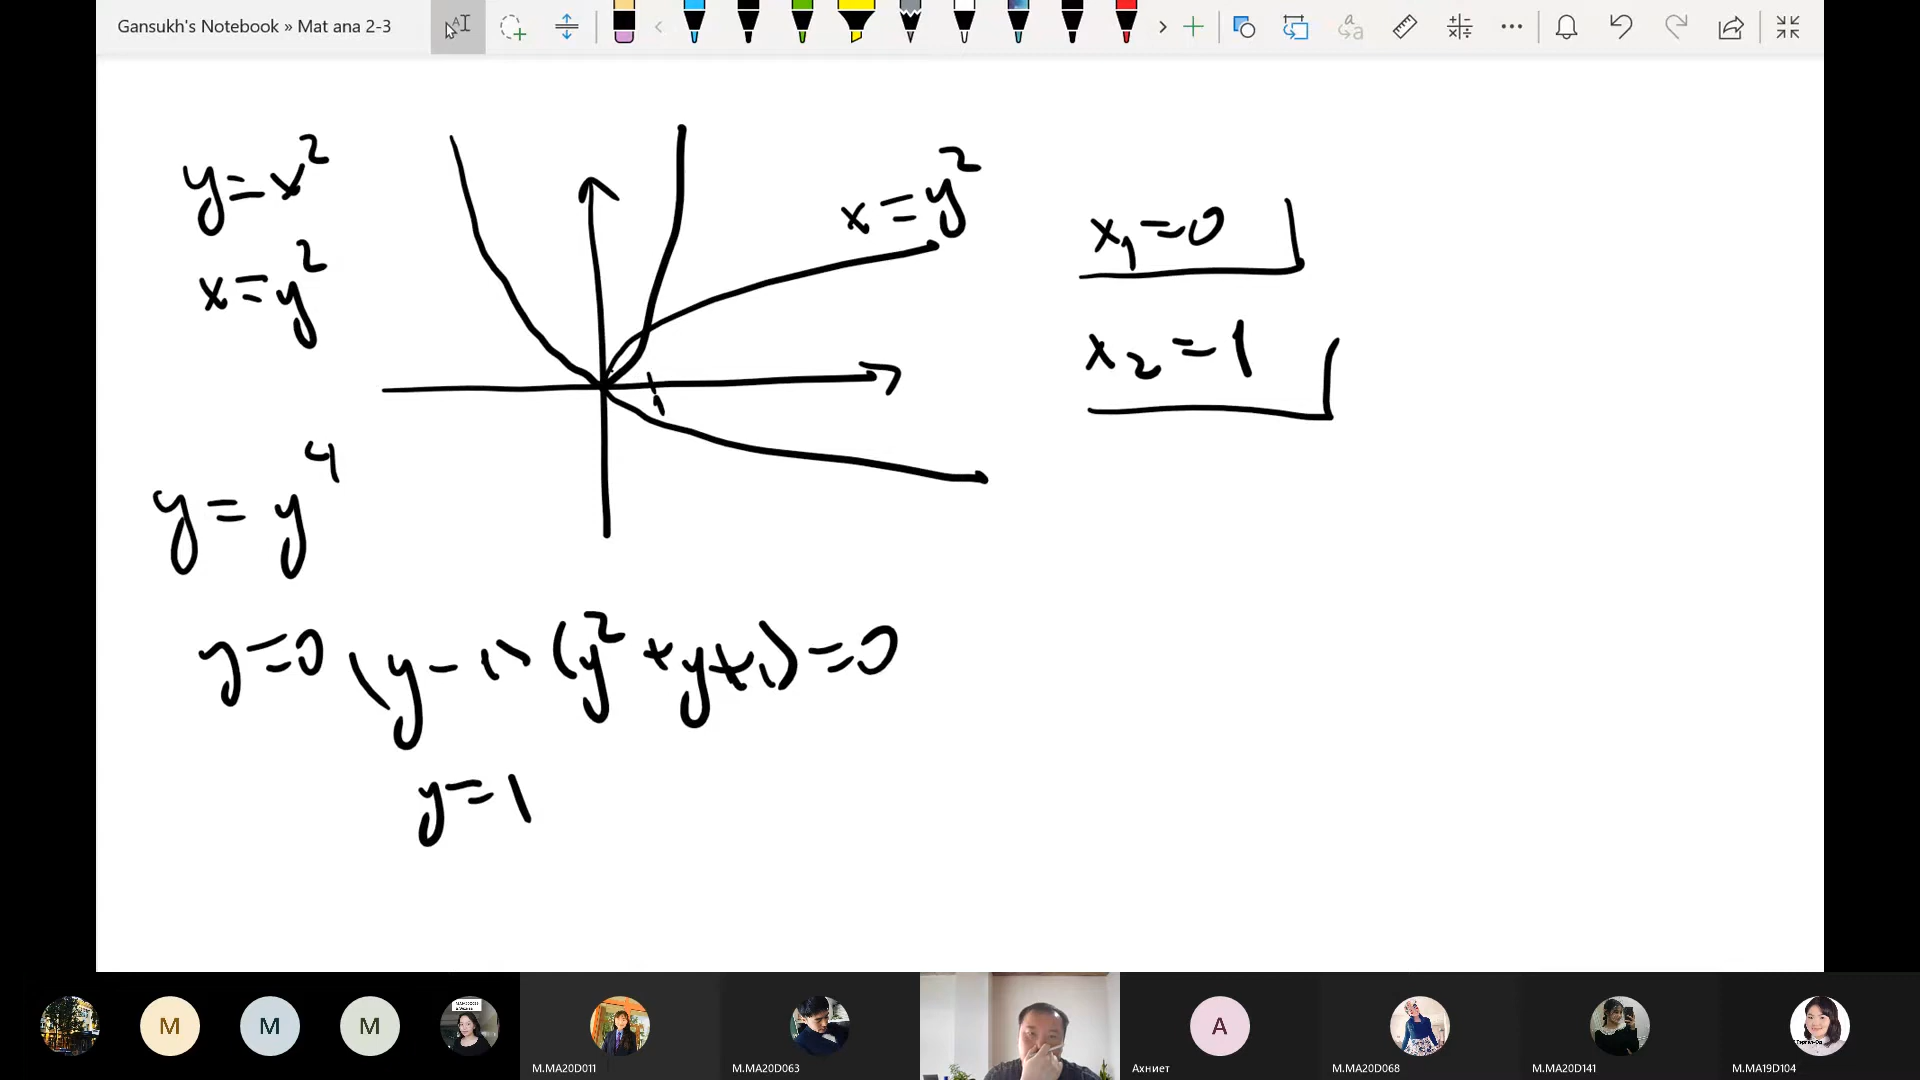 Gansukh's Notebook » Mat ana 2-3
y=x²
x=y²
x=y²
1
x₁=0
x₂=1
y=y⁴
y=0 (y-1)(y²+y+1)=0
y=1
M
M
M
A
M.MA20D011
M.MA20D063
Ахниет
M.MA20D068
M.MA20D141
M.MA19D104